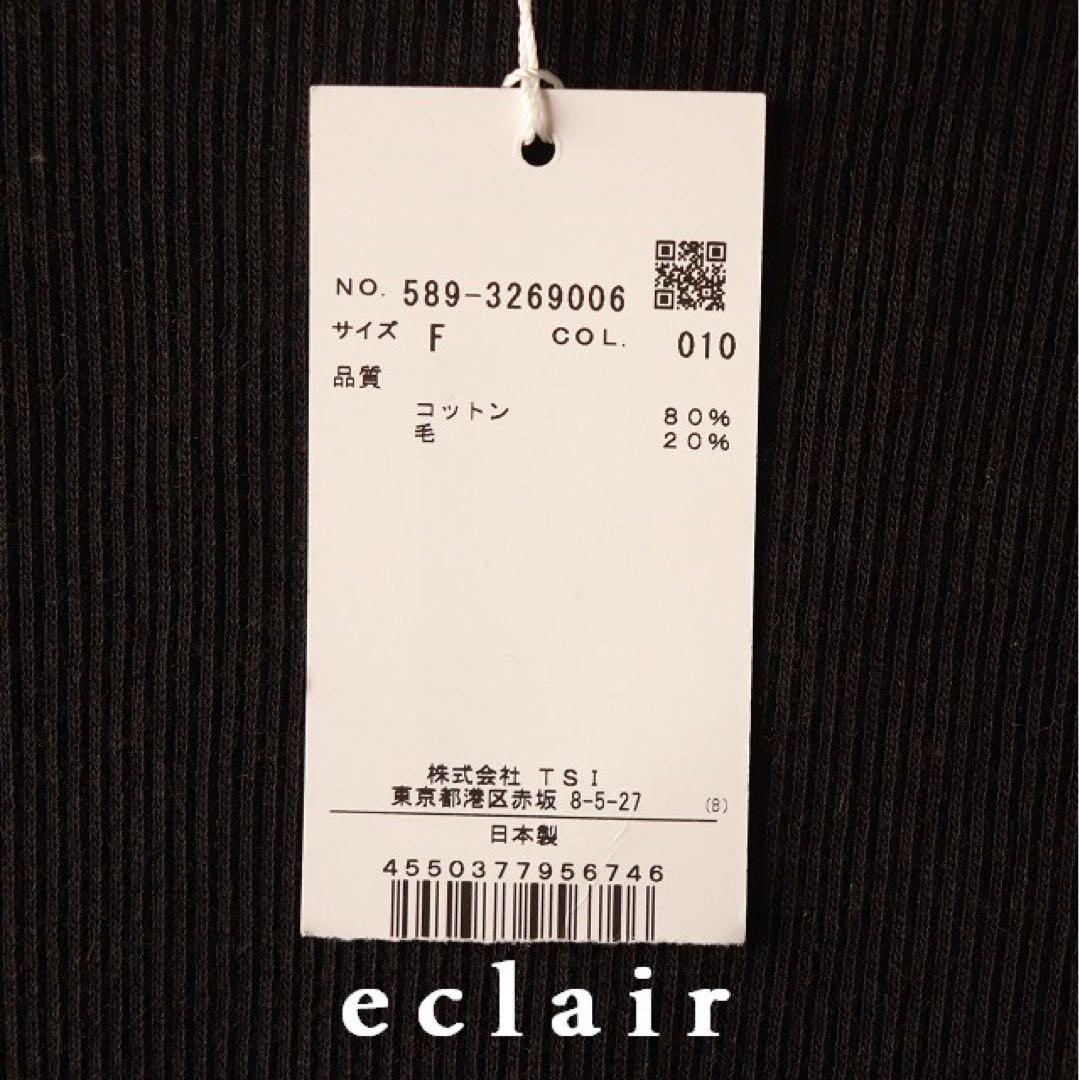 NO. 589-3269006
サイズ F COL. 010
品質
コットン 80%
毛 20%
株式会社 TSI
東京都港区赤坂 8-5-27 (B)
日本製
4550377956746
eclair